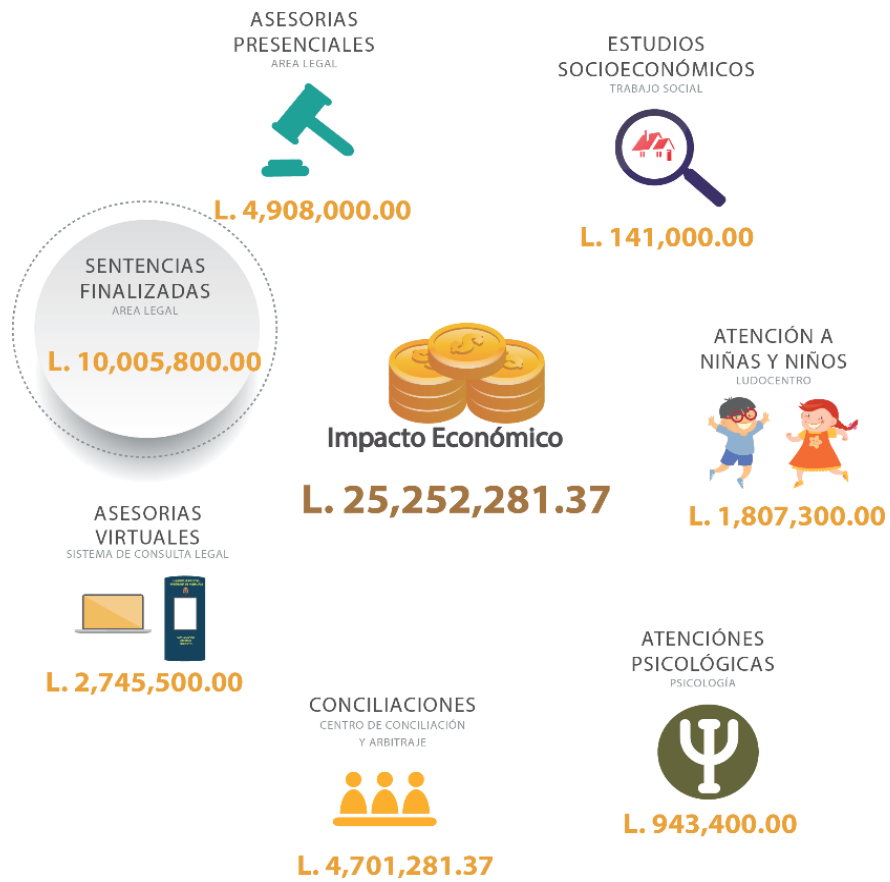 ASESORIAS
PRESENCIALES
AREA LEGAL
L. 4,908,000.00
ESTUDIOS
SOCIOECONÓMICOS
TRABAJO SOCIAL
L. 141,000.00
SENTENCIAS
FINALIZADAS
AREA LEGAL
L. 10,005,800.00
Impacto Económico
L. 25,252,281.37
ATENCIÓN A
NIÑAS Y NIÑOS
LUDOCENTRO
L. 1,807,300.00
ASESORIAS
VIRTUALES
SISTEMA DE CONSULTA LEGAL
L. 2,745,500.00
CONCILIACIONES
CENTRO DE CONCILIACIÓN
Y ARBITRAJE
L. 4,701,281.37
ATENCIÓNES
PSICOLÓGICAS
PSICOLOGÍA
L. 943,400.00